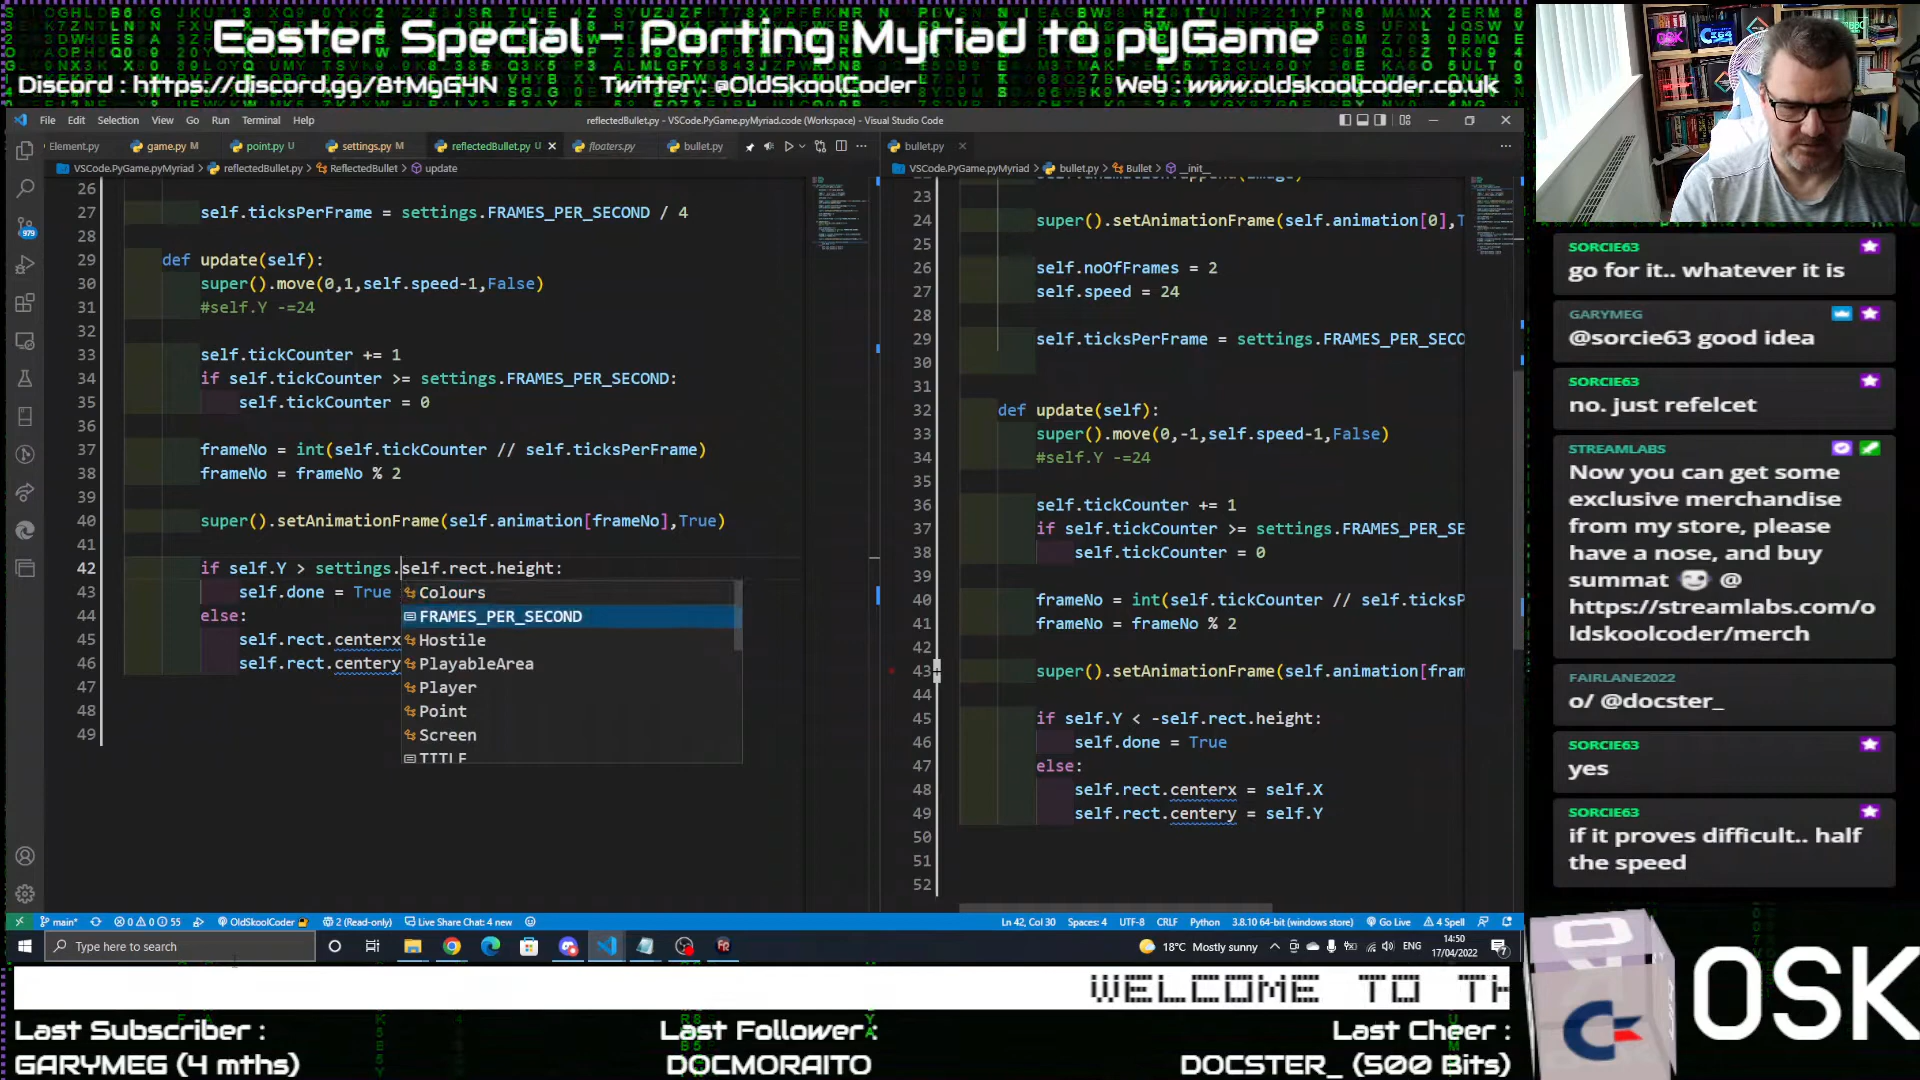 Easter Special - Porting Myriad to pyGame
Discord : https://discord.gg/8tMgG4N
Twitter : @OldSkoolCoder
Web : www.oldskoolcoder.co.uk
File Edit Selection View Go Run Terminal Help
reflectedBullet.py - VSCode.PyGame.pyMyriad.code (Workspace) - Visual Studio Code
Element.py
game.py M
point.py U
settings.py M
reflectedBullet.py U
floaters.py
bullet.py
VSCode.PyGame.pyMyriad > reflectedBullet.py > ReflectedBullet > update
26
27 self.ticksPerFrame = settings.FRAMES_PER_SECOND / 4
28
29 def update(self):
30 super().move(0,1,self.speed-1,False)
31 #self.Y -=24
32
33 self.tickCounter += 1
34 if self.tickCounter >= settings.FRAMES_PER_SECOND:
35 self.tickCounter = 0
36
37 frameNo = int(self.tickCounter // self.ticksPerFrame)
38 frameNo = frameNo % 2
39
40 super().setAnimationFrame(self.animation[frameNo],True)
41
42 if self.Y > settings.self.rect.height:
43 self.done = True
44 else:
45 self.rect.centerx
46 self.rect.centery
47
48
49
Colours
FRAMES_PER_SECOND
Hostile
PlayableArea
Player
Point
Screen
TITLE
bullet.py
VSCode.PyGame.pyMyriad > bullet.py > Bullet > __init__
23
24 super().setAnimationFrame(self.animation[0],T
25
26 self.noOfFrames = 2
27 self.speed = 24
28
29 self.ticksPerFrame = settings.FRAMES_PER_SECO
30
31
32 def update(self):
33 super().move(0,-1,self.speed-1,False)
34 #self.Y -=24
35
36 self.tickCounter += 1
37 if self.tickCounter >= settings.FRAMES_PER_SE
38 self.tickCounter = 0
39
40 frameNo = int(self.tickCounter // self.ticksP
41 frameNo = frameNo % 2
42
43 super().setAnimationFrame(self.animation[fram
44
45 if self.Y < -self.rect.height:
46 self.done = True
47 else:
48 self.rect.centerx = self.X
49 self.rect.centery = self.Y
50
51
52
979
main*
0 0 55
OldSkoolCoder
2 (Read-only)
Live Share Chat: 4 new
Ln 42, Col 30
Spaces: 4
UTF-8
CRLF
Python
3.8.10 64-bit (windows store)
Go Live
4 Spell
Type here to search
18°C Mostly sunny
ENG
14:50
17/04/2022
SORCIE63
go for it.. whatever it is
GARYMEG
@sorcie63 good idea
SORCIE63
no. just refelcet
STREAMLABS
Now you can get some
exclusive merchandise
from my store, please
have a nose, and buy
summat @
https://streamlabs.com/o
ldskoolcoder/merch
FAIRLANE2022
o/ @docster_
SORCIE63
yes
SORCIE63
if it proves difficult.. half
the speed
WELCOME TO TH
Last Subscriber :
GARYMEG (4 mths)
Last Follower :
DOCMORAITO
Last Cheer :
DOCSTER_ (500 Bits)
OSK